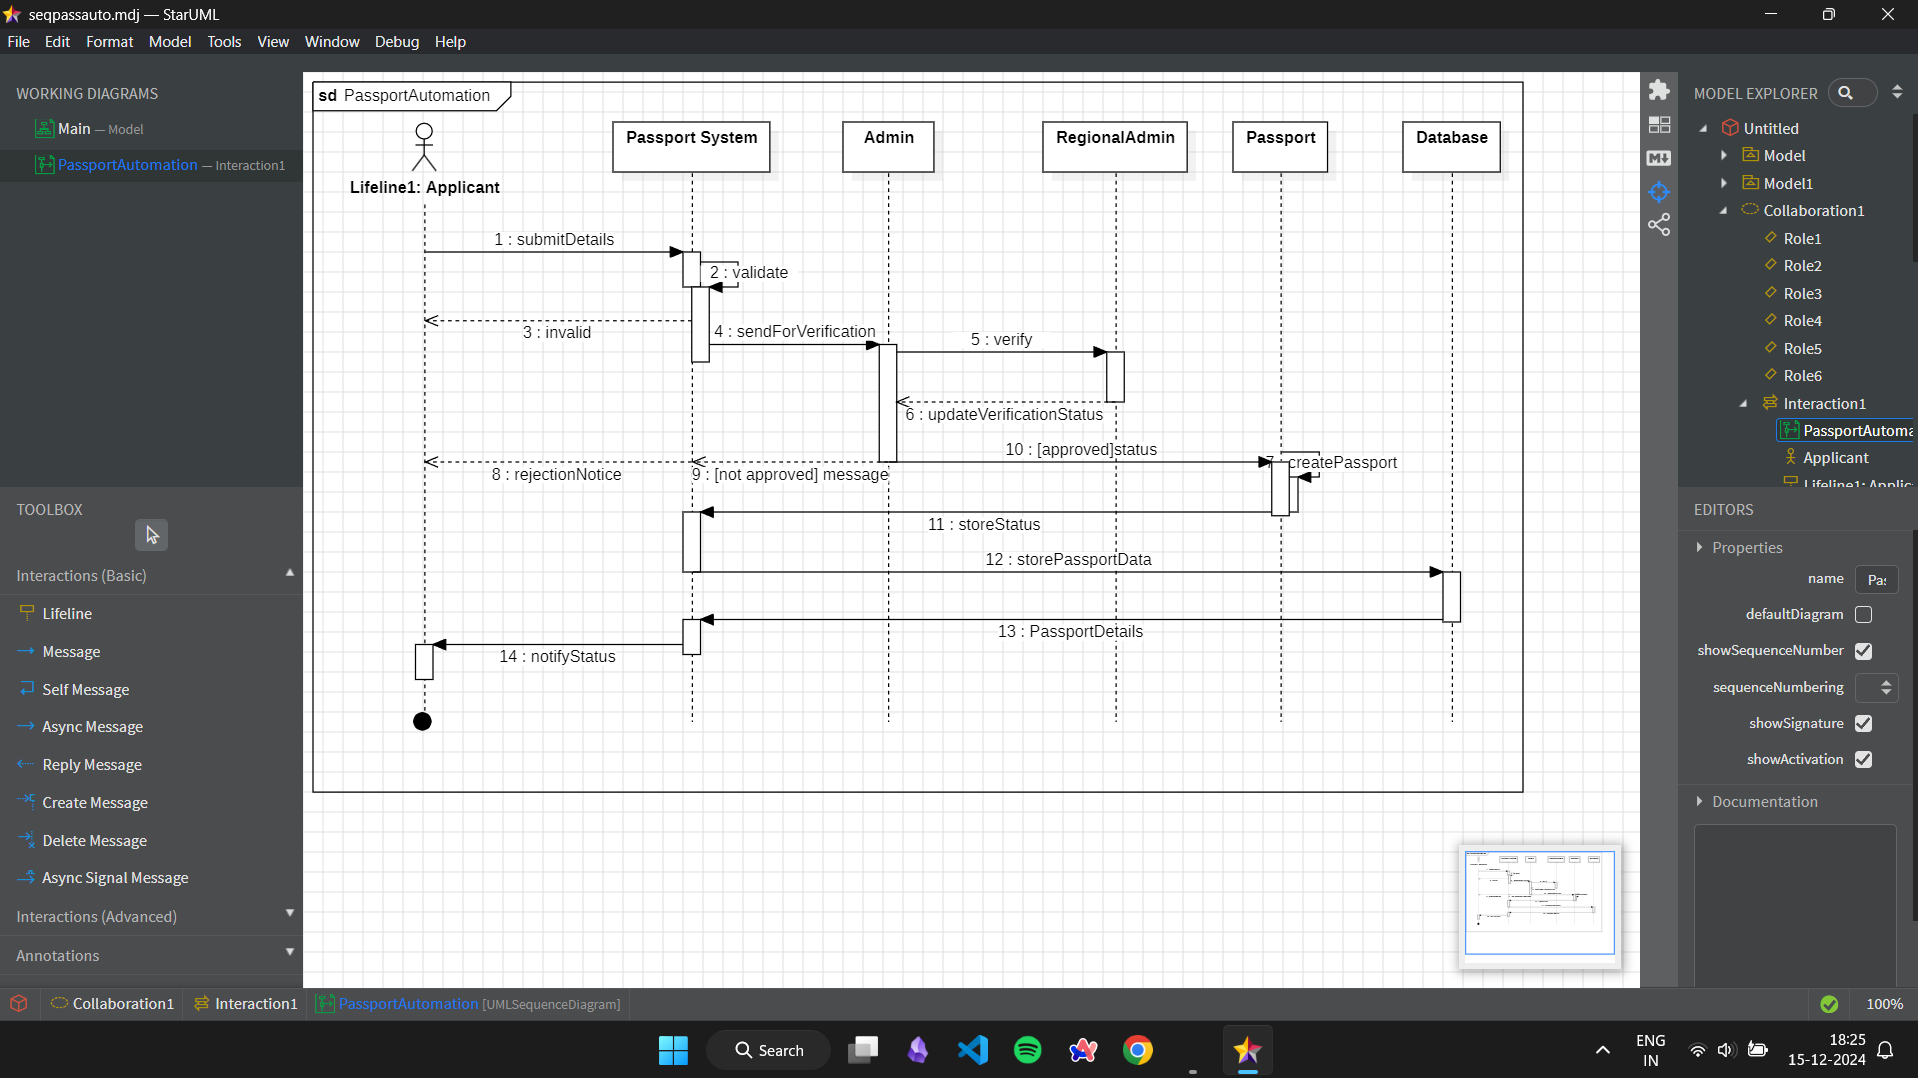 seqpassauto.mdj — StarUML
File Edit Format Model Tools View Window Debug Help
WORKING DIAGRAMS
Main — Model
PassportAutomation — Interaction1
TOOLBOX
Interactions (Basic)
Lifeline
Message
Self Message
Async Message
Reply Message
Create Message
Delete Message
Async Signal Message
Interactions (Advanced)
Annotations
sd PassportAutomation
Lifeline1: Applicant
Passport System
Admin
RegionalAdmin
Passport
Database
1 : submitDetails
2 : validate
3 : invalid
4 : sendForVerification
5 : verify
6 : updateVerificationStatus
10 : [approved]status
7 : createPassport
8 : rejectionNotice
9 : [not approved] message
11 : storeStatus
12 : storePassportData
13 : PassportDetails
14 : notifyStatus
MODEL EXPLORER
Untitled
Model
Model1
Collaboration1
Role1
Role2
Role3
Role4
Role5
Role6
Interaction1
PassportAutoma
Applicant
Lifeline1: Applic
EDITORS
Properties
name Pas
defaultDiagram
showSequenceNumber
sequenceNumbering
showSignature
showActivation
Documentation
Collaboration1 Interaction1 PassportAutomation [UMLSequenceDiagram]
100%
Search
ENG
IN
18:25
15-12-2024